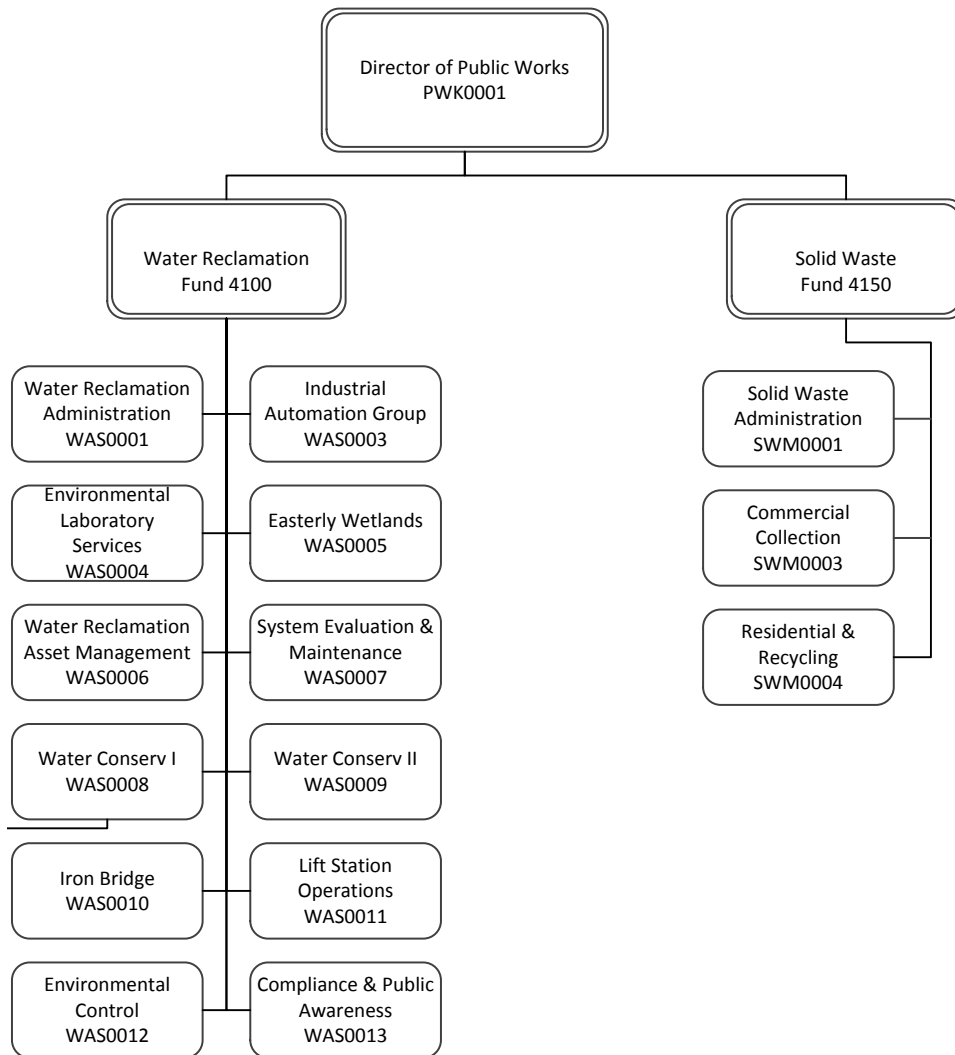 Director of Public Works
PWK0001
Water Reclamation
Fund 4100
Solid Waste
Fund 4150
Water Reclamation
Administration
WAS0001
Industrial
Automation Group
WAS0003
Solid Waste
Administration
SWM0001
Environmental
Laboratory
Services
WAS0004
Easterly Wetlands
WAS0005
Commercial
Collection
SWM0003
Water Reclamation
Asset Management
WAS0006
System Evaluation &
Maintenance
WAS0007
Residential &
Recycling
SWM0004
Water Conserv I
WAS0008
Water Conserv II
WAS0009
Iron Bridge
WAS0010
Lift Station
Operations
WAS0011
Environmental
Control
WAS0012
Compliance & Public
Awareness
WAS0013